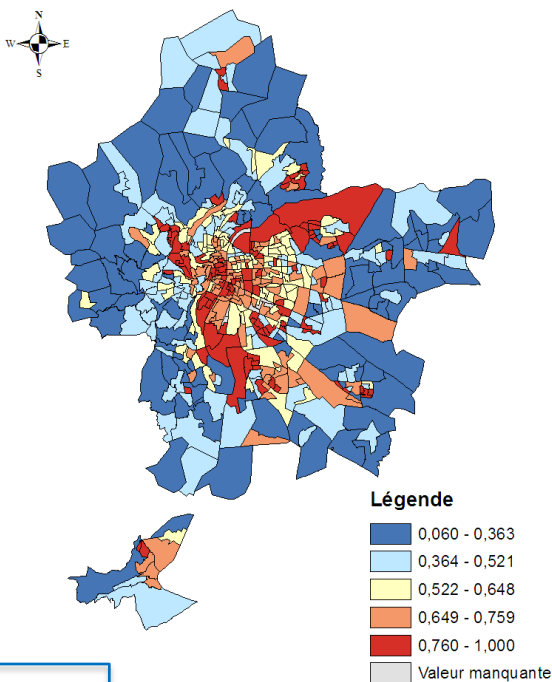 N
W E
S
Légende
0,060 - 0,363
0,364 - 0,521
0,522 - 0,648
0,649 - 0,759
0,760 - 1,000
Valeur manquante